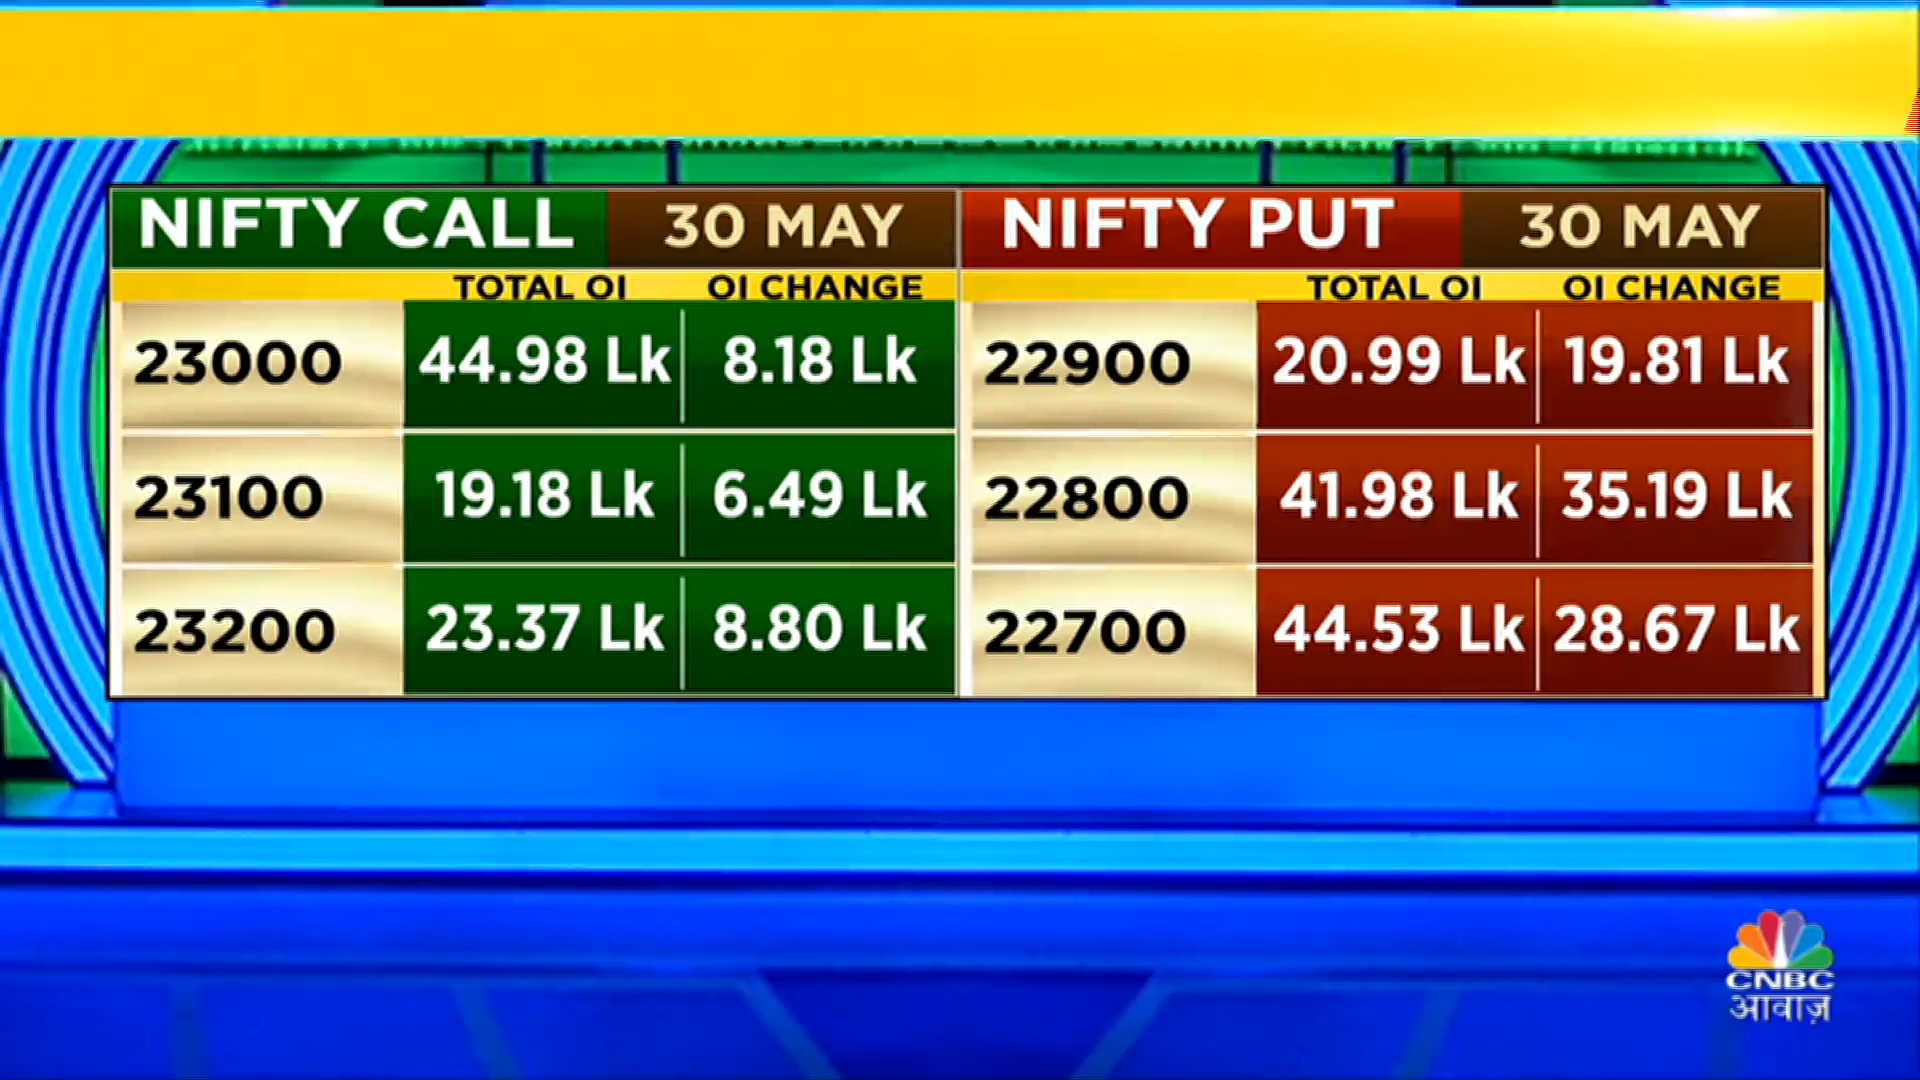 NIFTY CALL 30 MAY NIFTY PUT 30 MAY
TOTAL OI OI CHANGE TOTAL OI OI CHANGE
23000 44.98 Lk 8.18 Lk 22900 20.99 Lk 19.81 Lk
23100 19.18 Lk 6.49 Lk 22800 41.98 Lk 35.19 Lk
23200 23.37 Lk 8.80 Lk 22700 44.53 Lk 28.67 Lk
CNBC
आवाज़